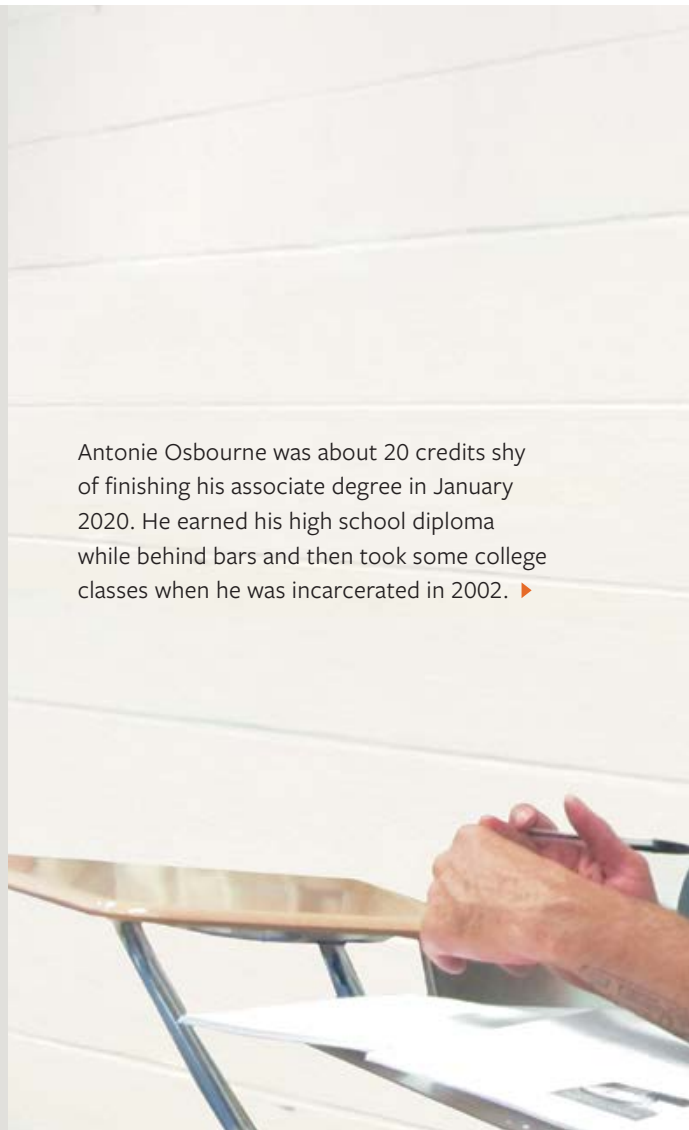 Antonie Osbourne was about 20 credits shy
of finishing his associate degree in January
2020. He earned his high school diploma
while behind bars and then took some college
classes when he was incarcerated in 2002.